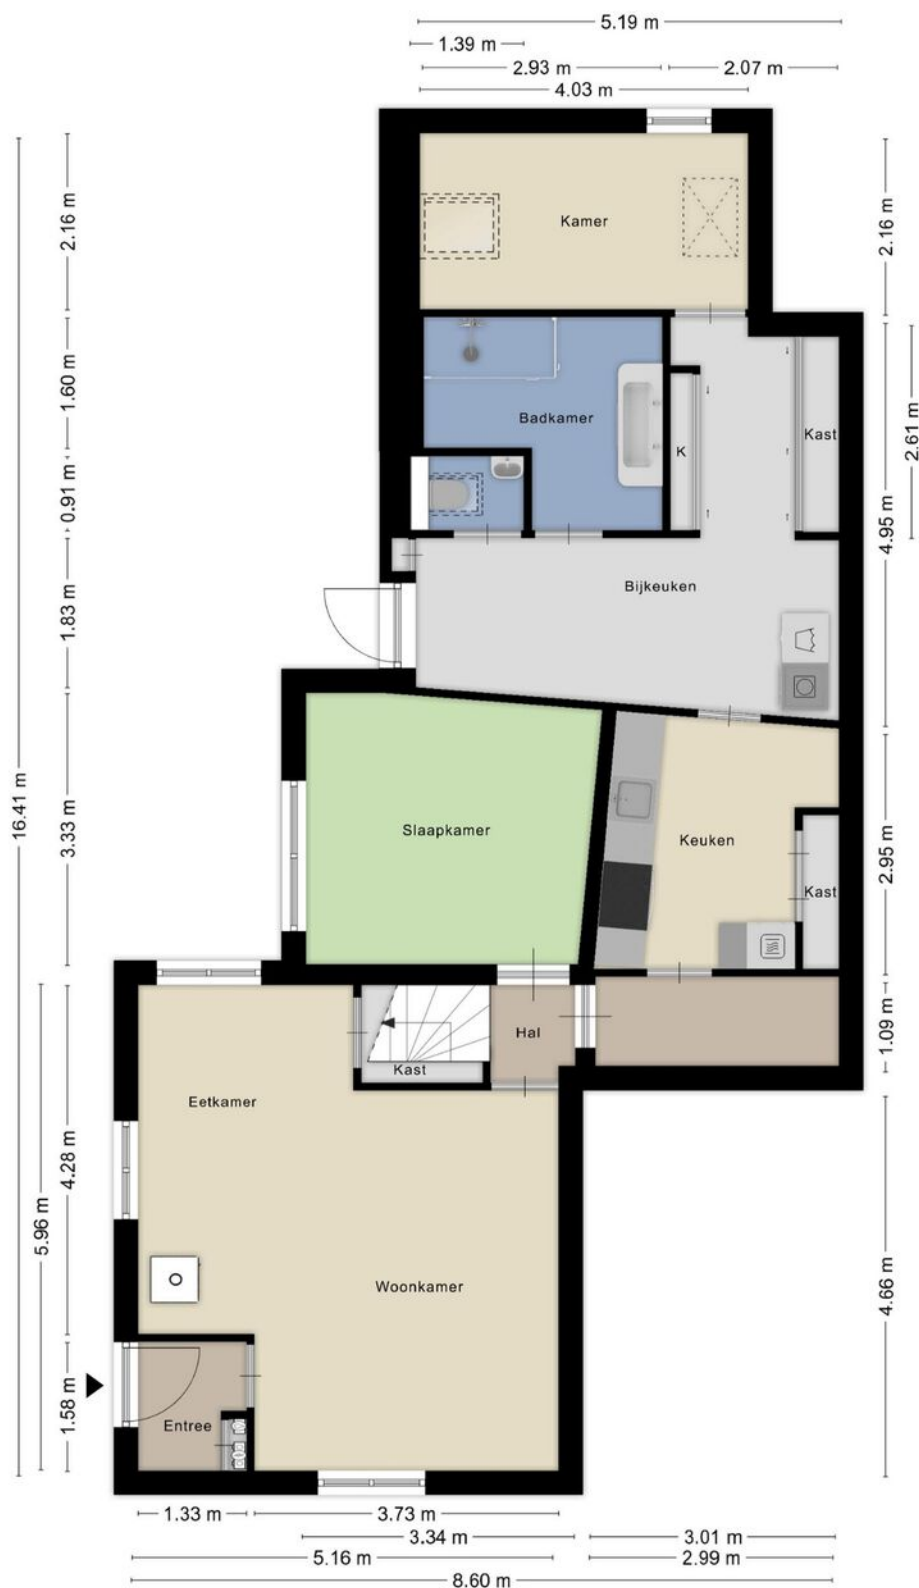 5.19 m
1.39 m
2.93 m
2.07 m
4.03 m
2.16 m
2.16 m
Kamer
1.60 m
2.61 m
Badkamer
K
Kast
0.91 m
4.95 m
Bijkeuken
1.83 m
16.41 m
3.33 m
Slaapkamer
Keuken
2.95 m
Kast
Hal
1.09 m
Kast
Eetkamer
4.28 m
5.96 m
Woonkamer
4.66 m
1.58 m
Entree
1.33 m
3.73 m
3.34 m
3.01 m
5.16 m
2.99 m
8.60 m